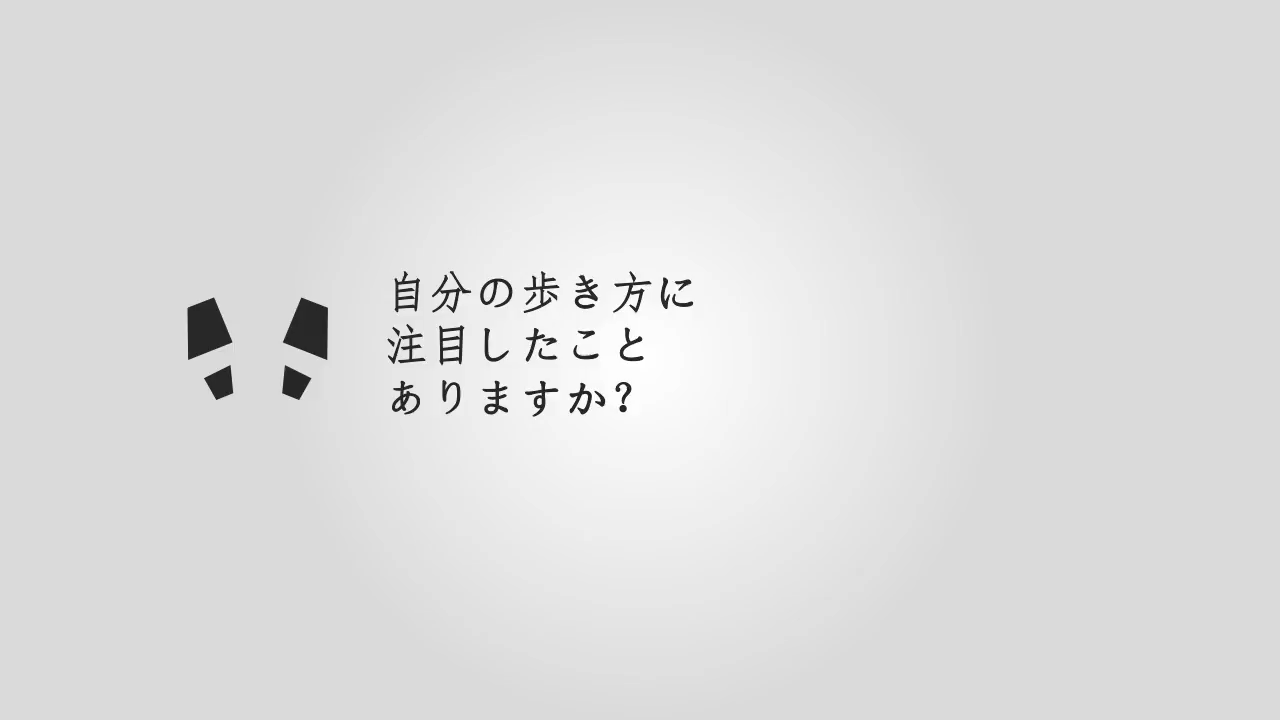 自分の歩き方に
注目したこと
ありますか?